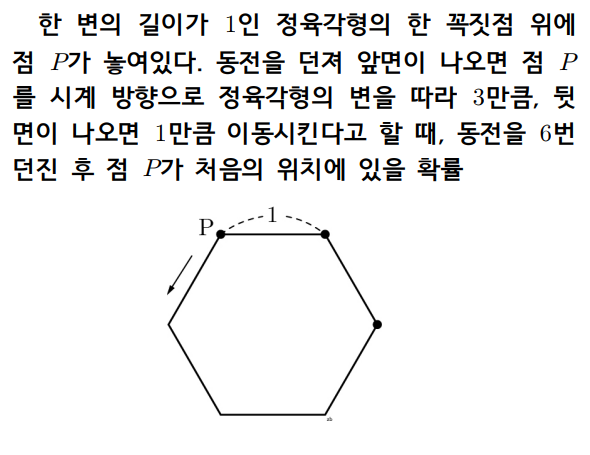 한 변의 길이가 1인 정육각형의 한 꼭짓점 위에
점 P가 놓여있다. 동전을 던져 앞면이 나오면 점 P
를 시계 방향으로 정육각형의 변을 따라 3만큼, 뒷
면이 나오면 1만큼 이동시킨다고 할 때, 동전을 6번
던진 후 점 P가 처음의 위치에 있을 확률
1
P